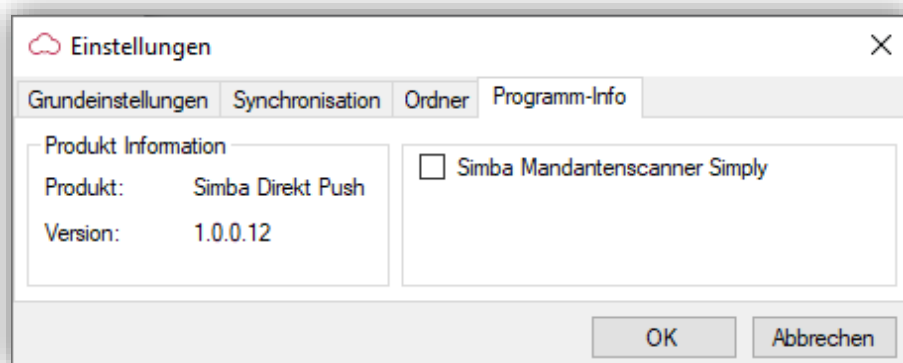 Einstellungen
Grundeinstellungen Synchronisation Ordner Programm-Info
Produkt Information
Produkt: Simba Direkt Push
Version: 1.0.0.12
Simba Mandantenscanner Simply
OK Abbrechen